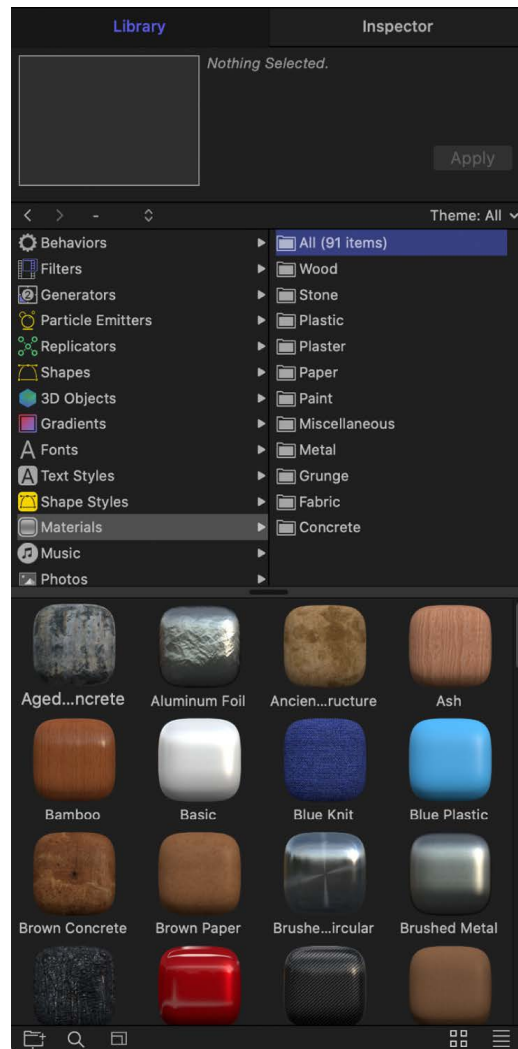 Library Inspector
Nothing Selected.
Apply
Theme: All
Behaviors
Filters
Generators
Particle Emitters
Replicators
Shapes
3D Objects
Gradients
Fonts
Text Styles
Shape Styles
Materials
Music
Photos
All (91 items)
Wood
Stone
Plastic
Plaster
Paper
Paint
Miscellaneous
Metal
Grunge
Fabric
Concrete
Aged...ncrete Aluminum Foil Ancien...ructure Ash
Bamboo Basic Blue Knit Blue Plastic
Brown Concrete Brown Paper Brushe...ircular Brushed Metal